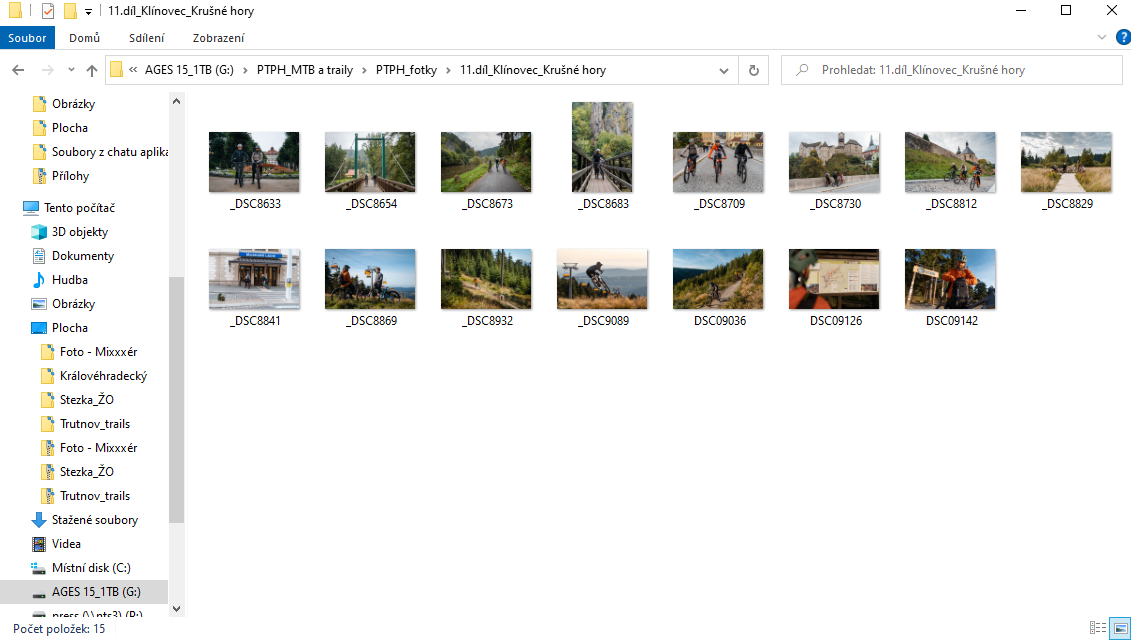 11.díl_Klínovec_Krušné hory
Soubor Domů Sdílení Zobrazení
« AGES 15_1TB (G:) › PTPH_MTB a traily › PTPH_fotky › 11.díl_Klínovec_Krušné hory
Prohledat: 11.díl_Klínovec_Krušné hory
Obrázky
Plocha
Soubory z chatu aplika
Přílohy
Tento počítač
3D objekty
Dokumenty
Hudba
Obrázky
Plocha
Foto - Mixxxér
Královéhradecký
Stezka_ŽO
Trutnov_trails
Foto - Mixxxér
Stezka_ŽO
Trutnov_trails
Stažené soubory
Videa
Místní disk (C:)
AGES 15_1TB (G:)
press (\\nts3) (P:)
_DSC8633 _DSC8654 _DSC8673 _DSC8683 _DSC8709 _DSC8730 _DSC8812 _DSC8829
_DSC8841 _DSC8869 _DSC8932 _DSC9089 DSC09036 DSC09126 DSC09142
Počet položek: 15